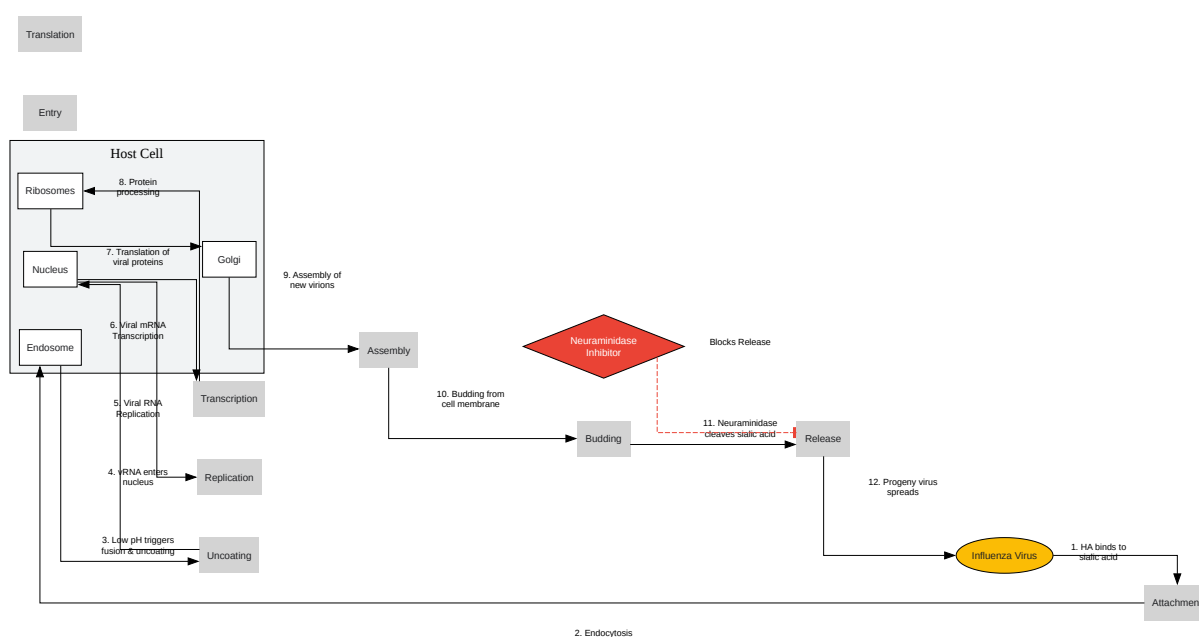 Translation
Entry
Host Cell
8. Protein
processing
Ribosomes
7. Translation of
viral proteins
Golgi
Nucleus
9. Assembly of
new virions
6. Viral mRNA
Transcription
Endosome
Assembly
Neuraminidase
Inhibitor
Blocks Release
5. Viral RNA
Replication
Transcription
10. Budding from
cell membrane
11. Neuraminidase
cleaves sialic acid
Budding
Release
4. vRNA enters
nucleus
Replication
12. Progeny virus
spreads
3. Low pH triggers
fusion & uncoating
Uncoating
Influenza Virus
1. HA binds to
sialic acid
Attachmen
2. Endocytosis